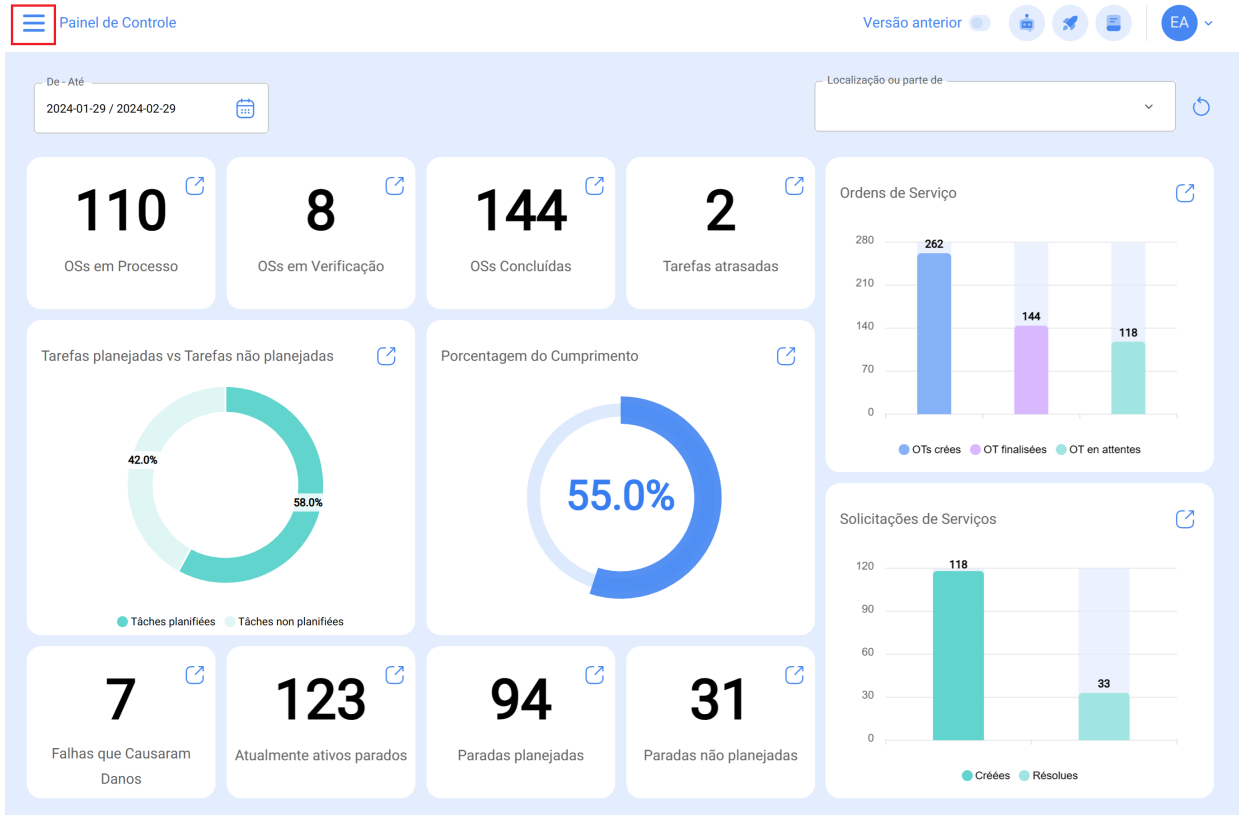 Painel de Controle
Versão anterior
EA
De - Até
2024-01-29 / 2024-02-29
Localização ou parte de
110
OSs em Processo
8
OSs em Verificação
144
OSs Concluídas
2
Tarefas atrasadas
Ordens de Serviço
280
210
140
70
0
262
144
118
OTs crées
OT finalisées
OT en attentes
Tarefas planejadas vs Tarefas não planejadas
42.0%
58.0%
Tâches planifiées
Tâches non planifiées
Porcentagem do Cumprimento
55.0%
Solicitações de Serviços
120
90
60
30
0
118
33
Créées
Résolues
7
Falhas que Causaram
Danos
123
Atualmente ativos parados
94
Paradas planejadas
31
Paradas não planejadas